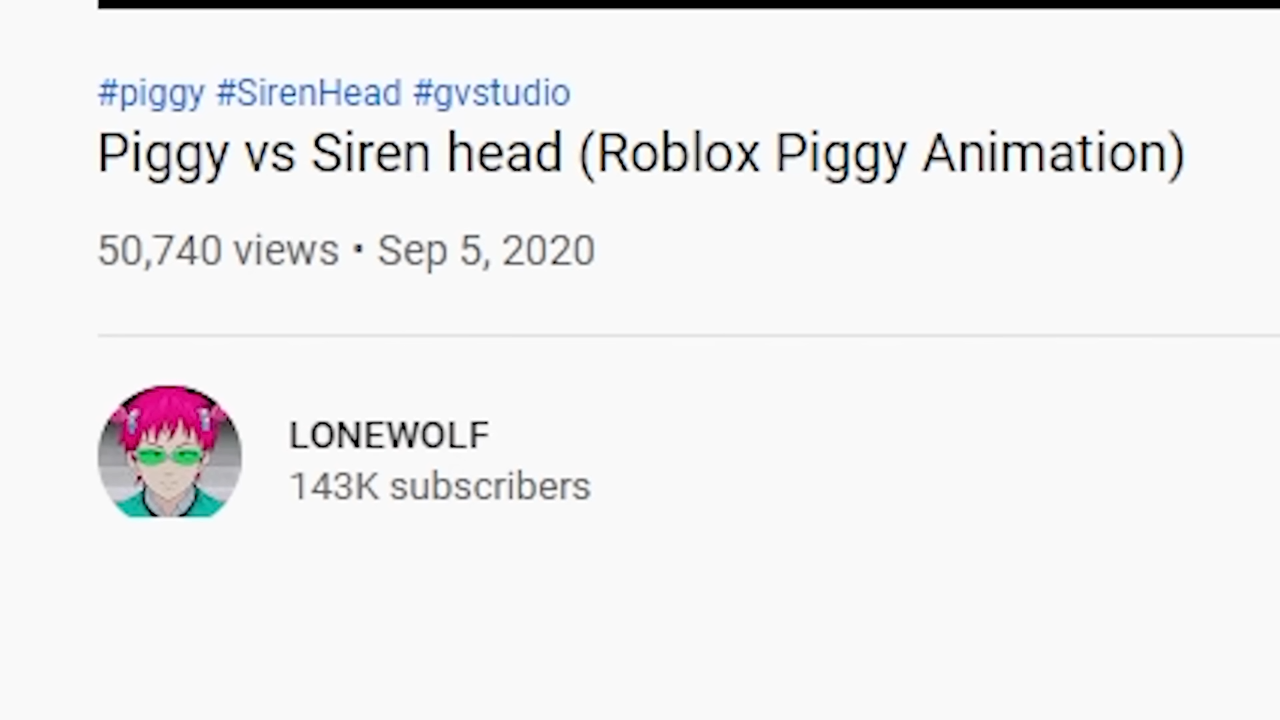 #piggy #SirenHead #gvstudio
Piggy vs Siren head (Roblox Piggy Animation)
50,740 views • Sep 5, 2020
LONEWOLF
143K subscribers